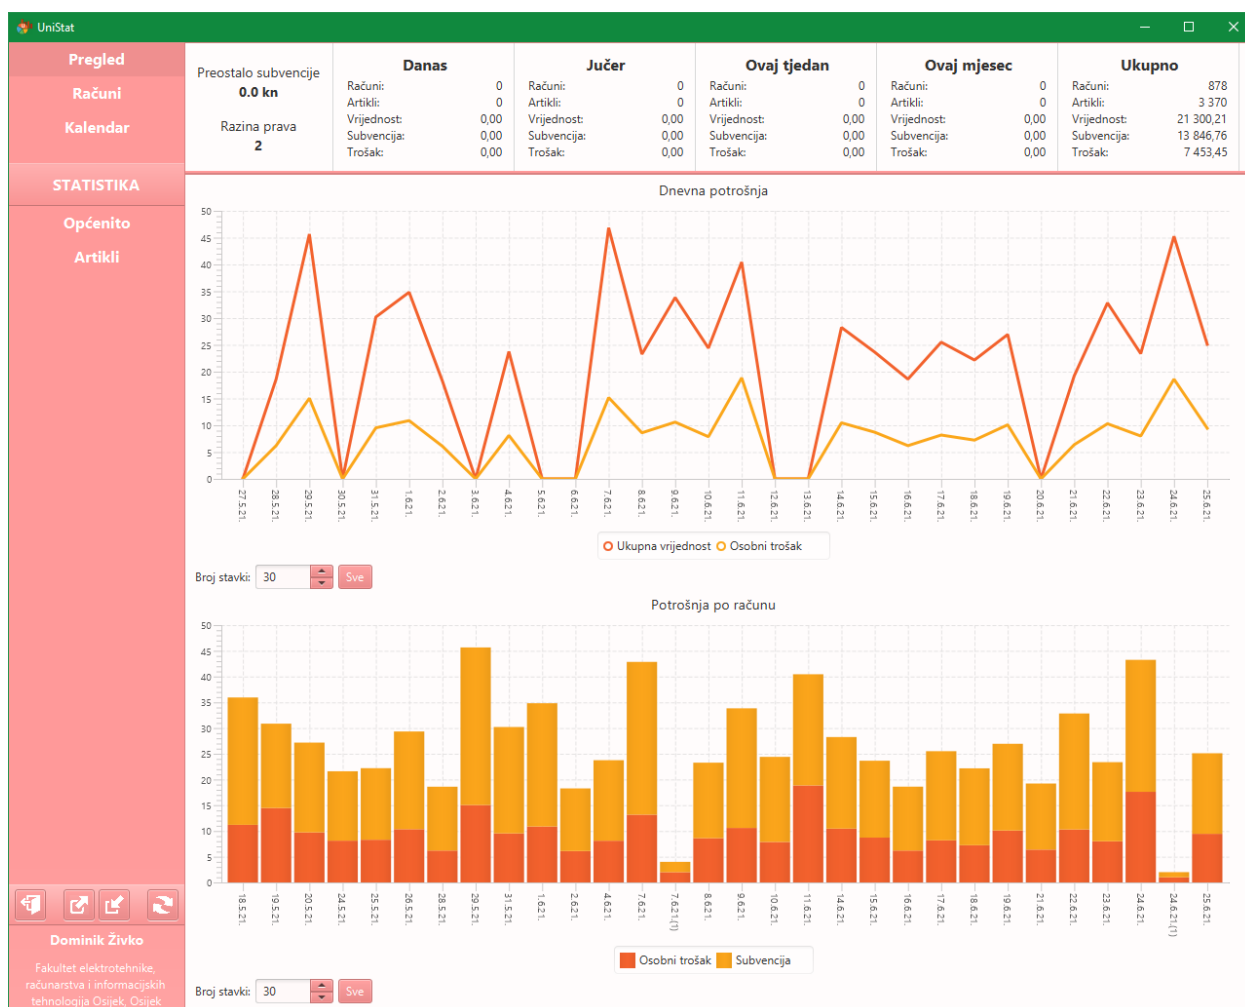 UniStat
Pregled
Računi
Kalendar
STATISTIKA
Općenito
Artikli
Dominik Živko
Fakultet elektrotehnike,
računarstva i informacijskih
tehnologija Osijek, Osijek
Preostalo subvencije
0.0 kn
Razina prava
2
Danas
Računi: 0
Artikli: 0
Vrijednost: 0,00
Subvencija: 0,00
Trošak: 0,00
Jučer
Računi: 0
Artikli: 0
Vrijednost: 0,00
Subvencija: 0,00
Trošak: 0,00
Ovaj tjedan
Računi: 0
Artikli: 0
Vrijednost: 0,00
Subvencija: 0,00
Trošak: 0,00
Ovaj mjesec
Računi: 0
Artikli: 0
Vrijednost: 0,00
Subvencija: 0,00
Trošak: 0,00
Ukupno
Računi: 878
Artikli: 3 370
Vrijednost: 21 300,21
Subvencija: 13 846,76
Trošak: 7 453,45
Dnevna potrošnja
50
45
40
35
30
25
20
15
10
5
0
27.5.21.
28.5.21.
29.5.21.
30.5.21.
31.5.21.
1.6.21.
2.6.21.
3.6.21.
4.6.21.
5.6.21.
6.6.21.
7.6.21.
8.6.21.
9.6.21.
10.6.21.
11.6.21.
12.6.21.
13.6.21.
14.6.21.
15.6.21.
16.6.21.
17.6.21.
18.6.21.
19.6.21.
20.6.21.
21.6.21.
22.6.21.
23.6.21.
24.6.21.
25.6.21.
Ukupna vrijednost Osobni trošak
Broj stavki: 30 Sve
Potrošnja po računu
50
45
40
35
30
25
20
15
10
5
0
18.5.21.
19.5.21.
20.5.21.
24.5.21.
25.5.21.
26.5.21.
28.5.21.
29.5.21.
31.5.21.
1.6.21.
2.6.21.
4.6.21.
7.6.21.
7.6.21.(1)
8.6.21.
9.6.21.
10.6.21.
11.6.21.
14.6.21.
15.6.21.
16.6.21.
17.6.21.
18.6.21.
19.6.21.
21.6.21.
22.6.21.
23.6.21.
24.6.21.
24.6.21.(1)
25.6.21.
Osobni trošak Subvencija
Broj stavki: 30 Sve